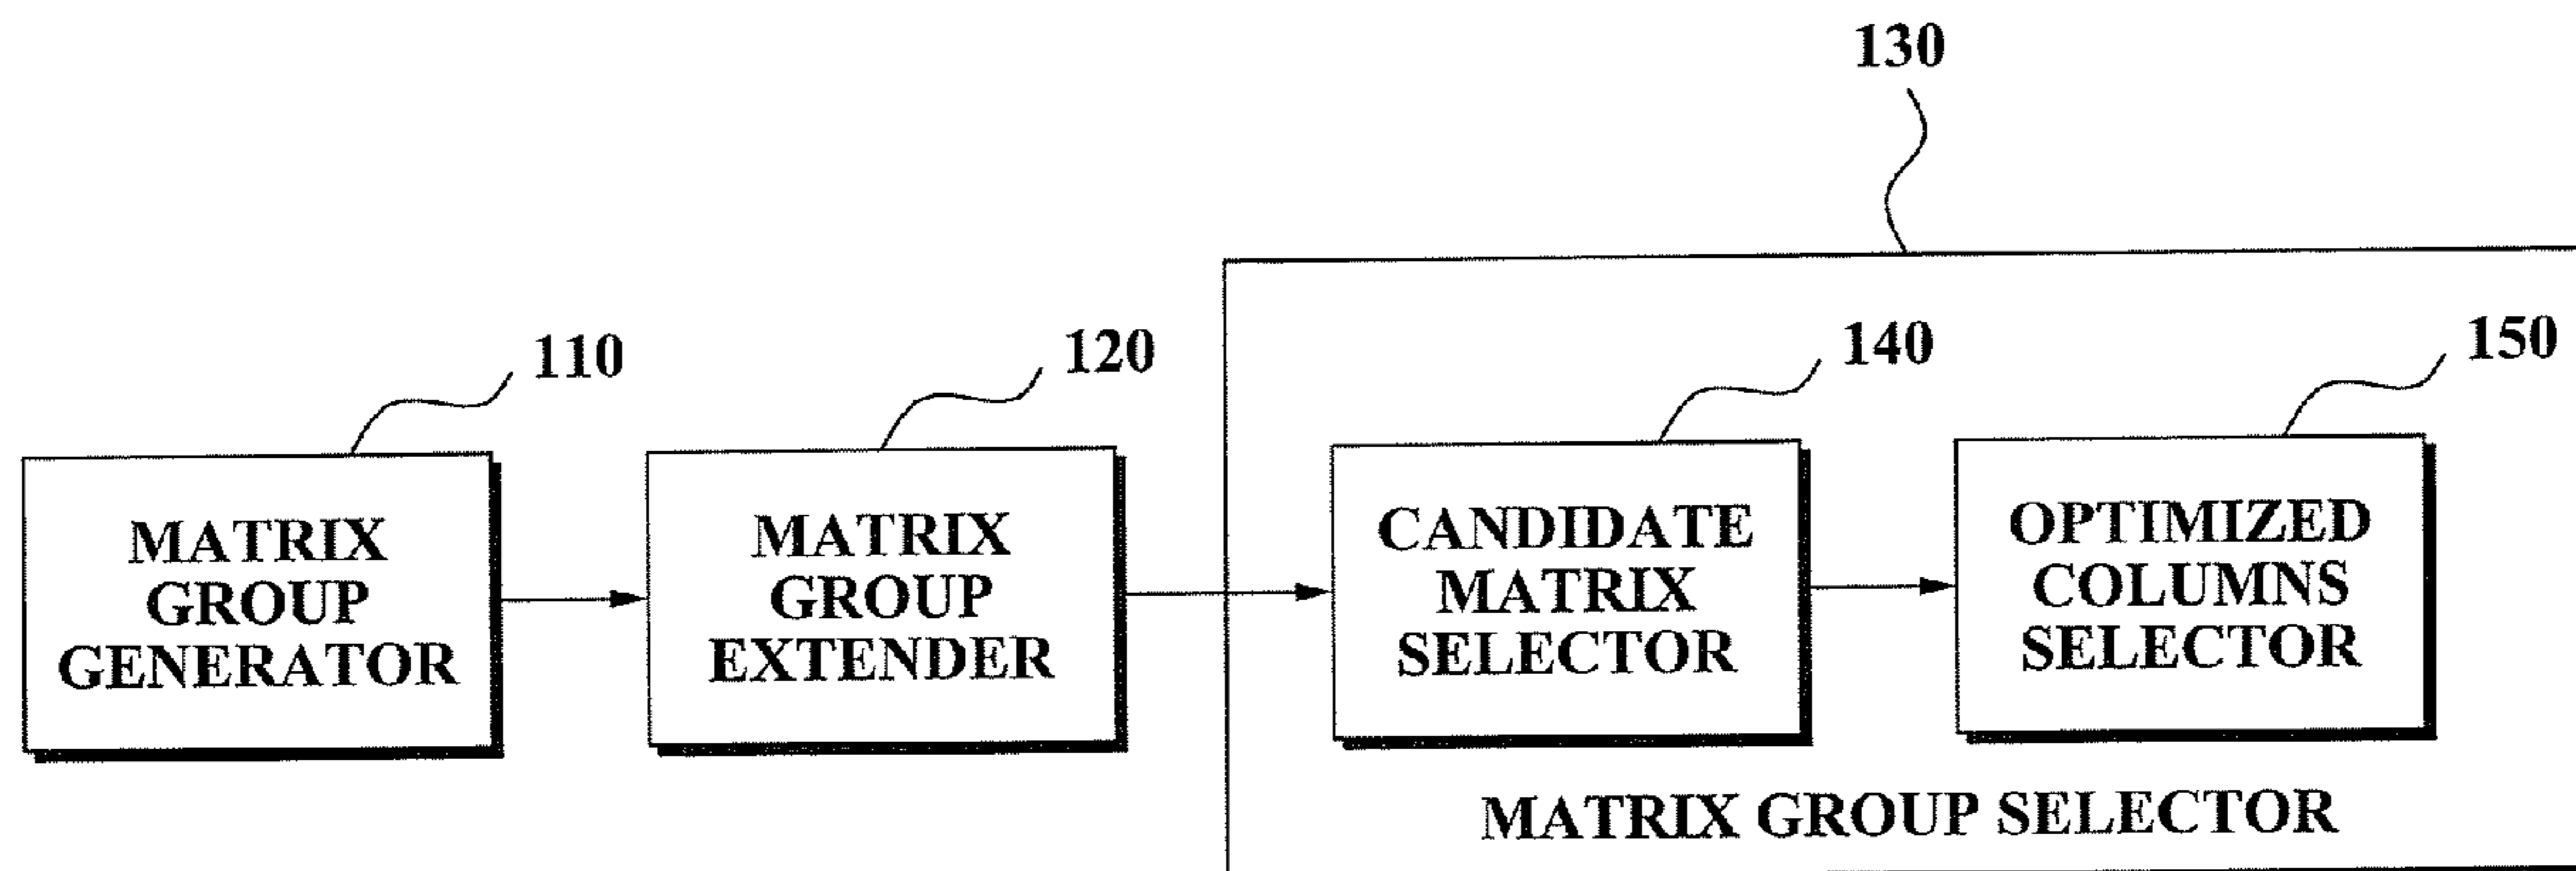 130
110
120
140
150
MATRIX
GROUP
GENERATOR
MATRIX
GROUP
EXTENDER
CANDIDATE
MATRIX
SELECTOR
OPTIMIZED
COLUMNS
SELECTOR
MATRIX GROUP SELECTOR